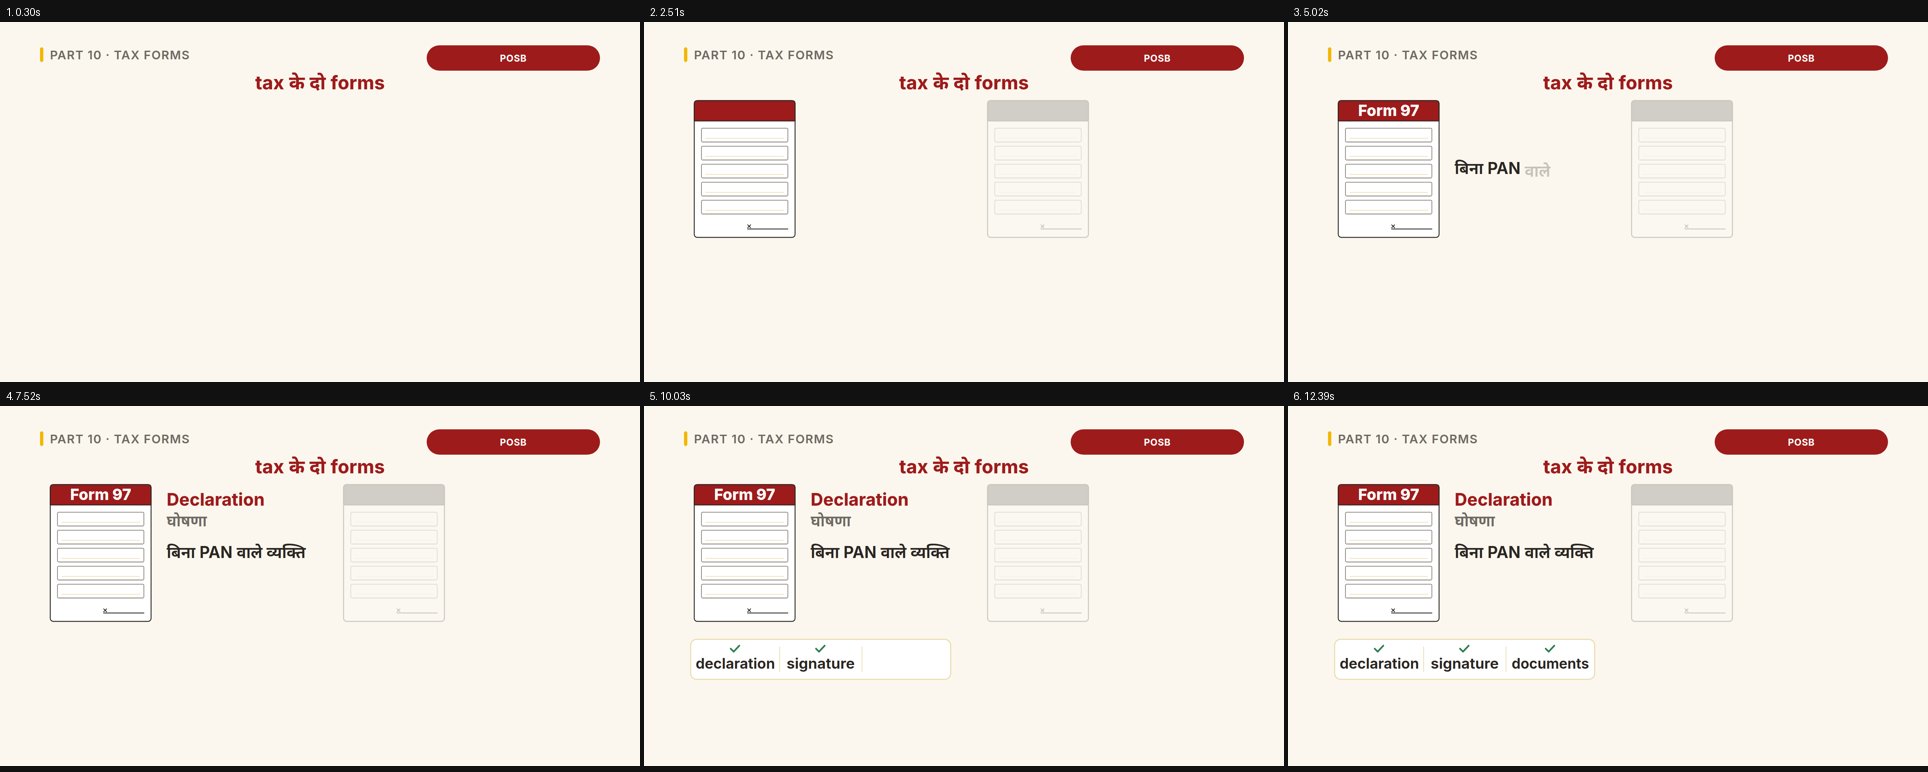 1. 0.30s
PART 10 · TAX FORMS
POSB
tax के दो forms
2. 2.51s
PART 10 · TAX FORMS
POSB
tax के दो forms
3. 5.02s
PART 10 · TAX FORMS
POSB
tax के दो forms
Form 97
बिना PAN वाले
4. 7.52s
PART 10 · TAX FORMS
POSB
tax के दो forms
Form 97
Declaration
घोषणा
बिना PAN वाले व्यक्ति
5. 10.03s
PART 10 · TAX FORMS
POSB
tax के दो forms
Form 97
Declaration
घोषणा
बिना PAN वाले व्यक्ति
declaration signature
6. 12.39s
PART 10 · TAX FORMS
POSB
tax के दो forms
Form 97
Declaration
घोषणा
बिना PAN वाले व्यक्ति
declaration signature documents